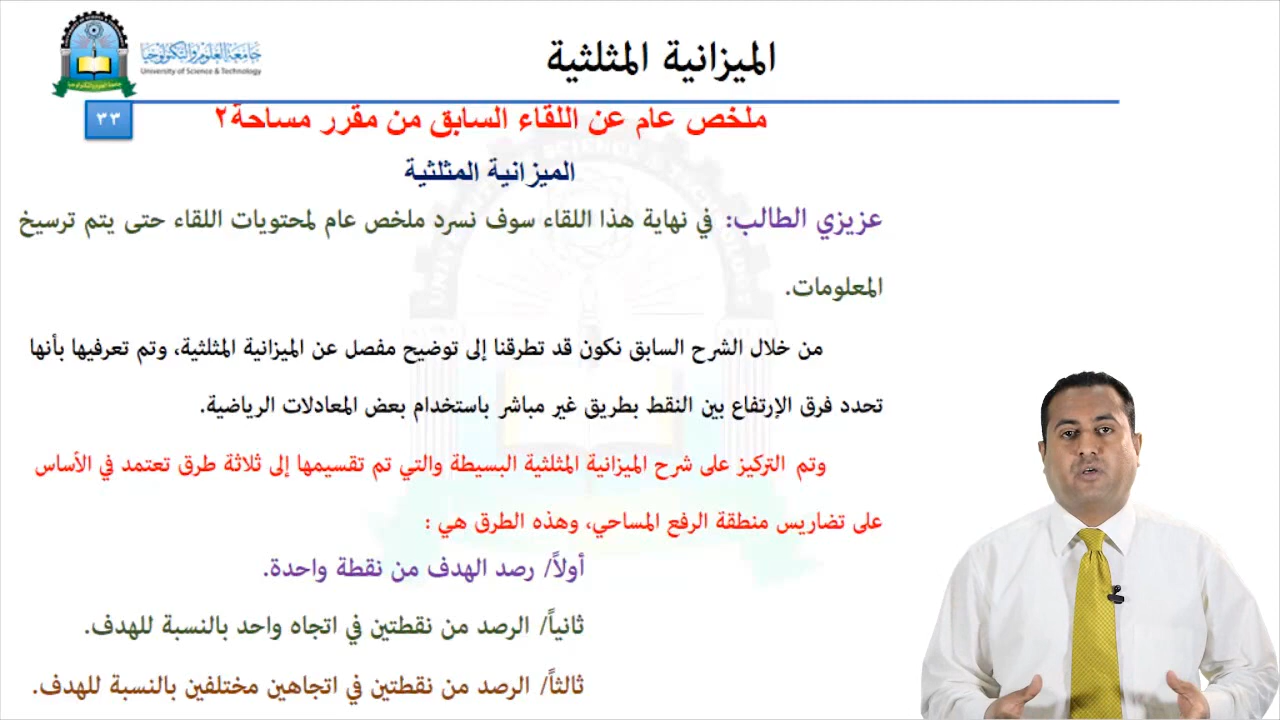 جامعة العلوم والتكنولوجيا
University of Science & Technology
الميزانية المثلثية
٣٣
ملخص عام عن اللقاء السابق من مقرر مساحة٢
الميزانية المثلثية
عزيزي الطالب: في نهاية هذا اللقاء سوف نسرد ملخص عام لمحتويات اللقاء حتى يتم ترسيخ
المعلومات.
من خلال الشرح السابق نكون قد تطرقنا إلى توضيح مفصل عن الميزانية المثلثية، وتم تعرفيها بأنها
تحدد فرق الإرتفاع بين النقط بطريق غير مباشر باستخدام بعض المعادلات الرياضية.
وتم التركيز على شرح الميزانية المثلثية البسيطة والتي تم تقسيمها إلى ثلاثة طرق تعتمد في الأساس
على تضاريس منطقة الرفع المساحي، وهذه الطرق هي :
أولاً/ رصد الهدف من نقطة واحدة.
ثانياً/ الرصد من نقطتين في اتجاه واحد بالنسبة للهدف.
ثالثاً/ الرصد من نقطتين في اتجاهين مختلفين بالنسبة للهدف.